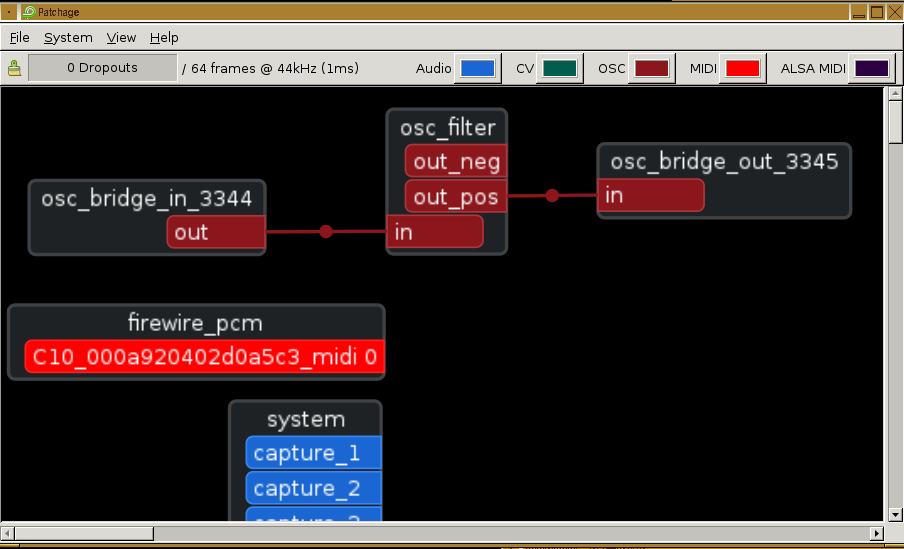 Patchage
File System View Help
0 Dropouts / 64 frames @ 44kHz (1ms) Audio CV OSC MIDI ALSA MIDI
osc_filter
out_neg
out_pos
in
osc_bridge_out_3345
in
osc_bridge_in_3344
out
firewire_pcm
C10_000a920402d0a5c3_midi 0
system
capture_1
capture_2